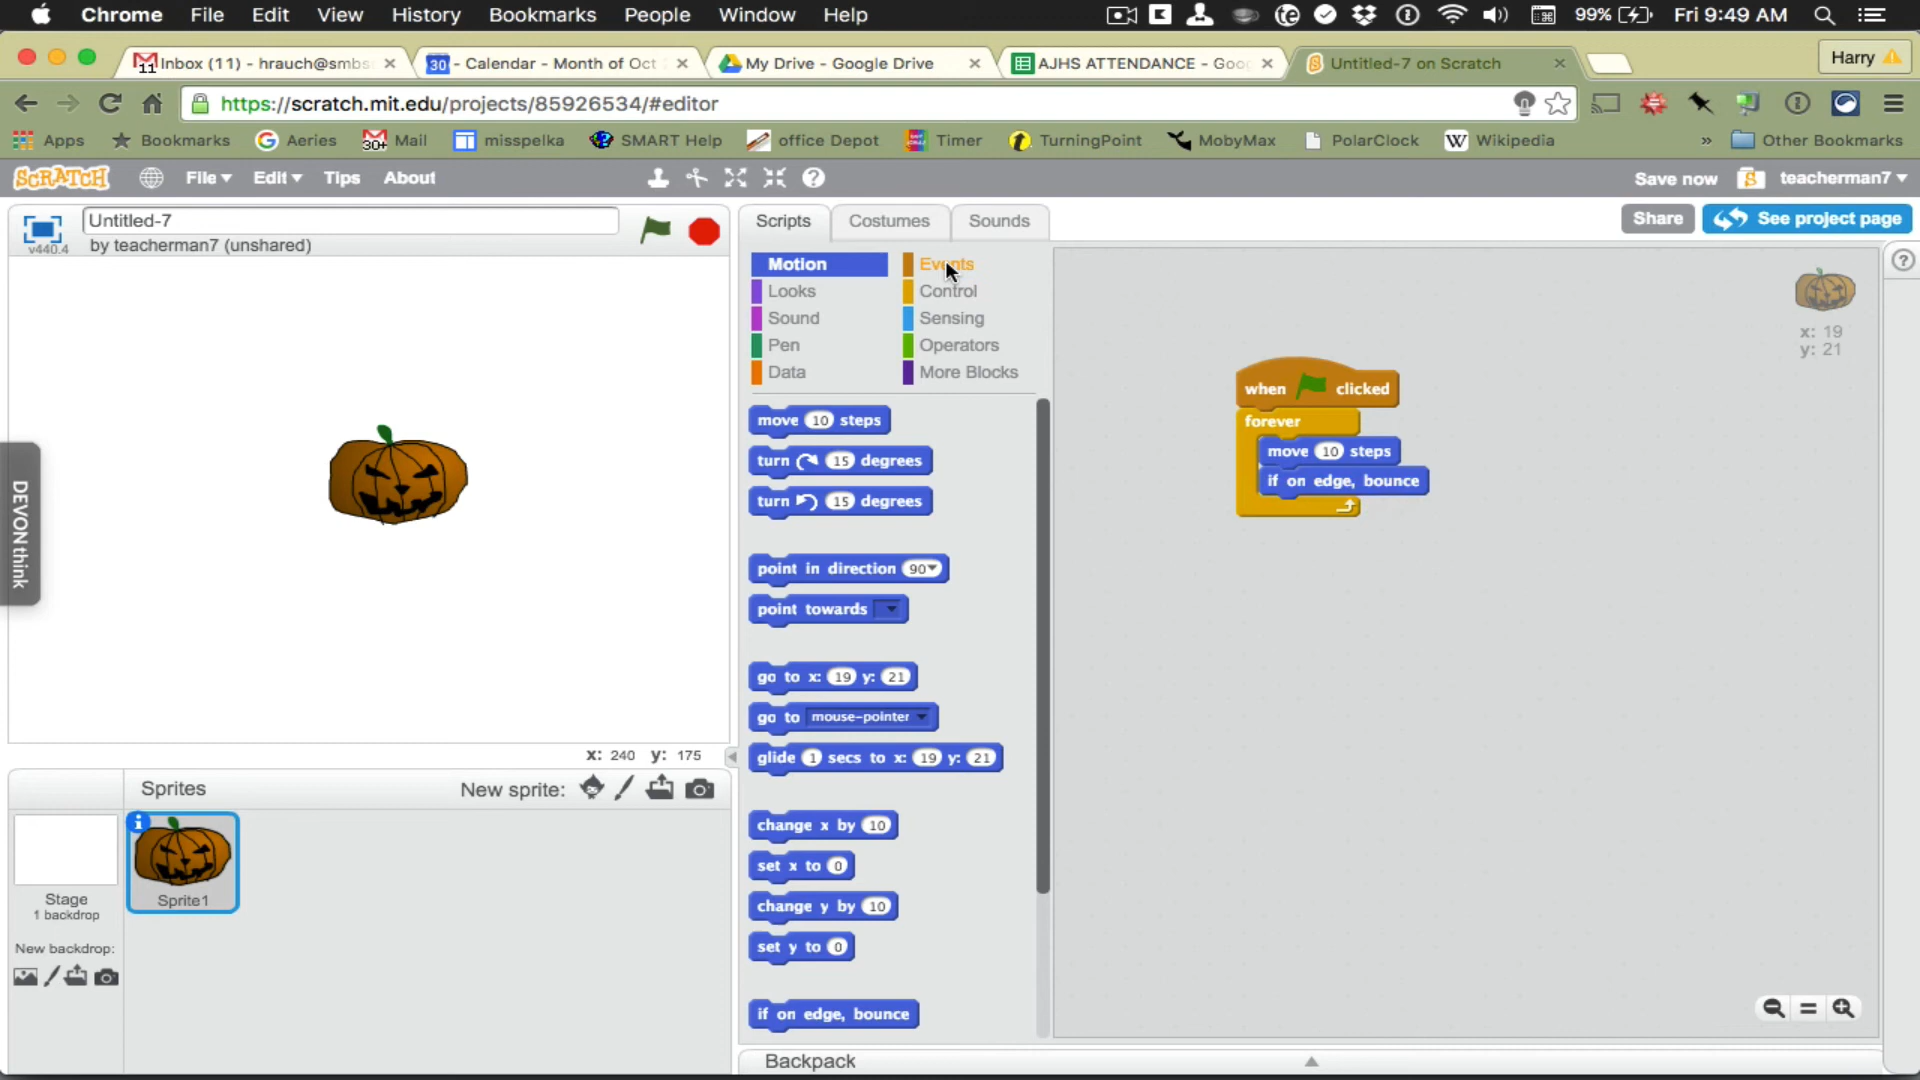 Chrome File Edit View History Bookmarks People Window Help
99% Fri 9:49 AM
11 Inbox (11) - hrauch@smbs
30 - Calendar - Month of Oct
My Drive - Google Drive
AJHS ATTENDANCE - Goo
Untitled-7 on Scratch
Harry
https://scratch.mit.edu/projects/85926534/#editor
Apps Bookmarks Aeries 30+ Mail misspelka SMART Help office Depot Timer TurningPoint MobyMax PolarClock W Wikipedia » Other Bookmarks
SCRATCH File Edit Tips About
Save now teacherman7
Untitled-7
by teacherman7 (unshared)
v440.4
Scripts Costumes Sounds
Share See project page
Motion Events
Looks Control
Sound Sensing
Pen Operators
Data More Blocks
move 10 steps
turn 15 degrees
turn 15 degrees
point in direction 90
point towards
go to x: 19 y: 21
go to mouse-pointer
glide 1 secs to x: 19 y: 21
change x by 10
set x to 0
change y by 10
set y to 0
if on edge, bounce
when clicked
forever
move 10 steps
if on edge, bounce
x: 19
y: 21
DEVONthink
x: 240 y: 175
Sprites New sprite:
Stage
1 backdrop
New backdrop:
Sprite1
Backpack